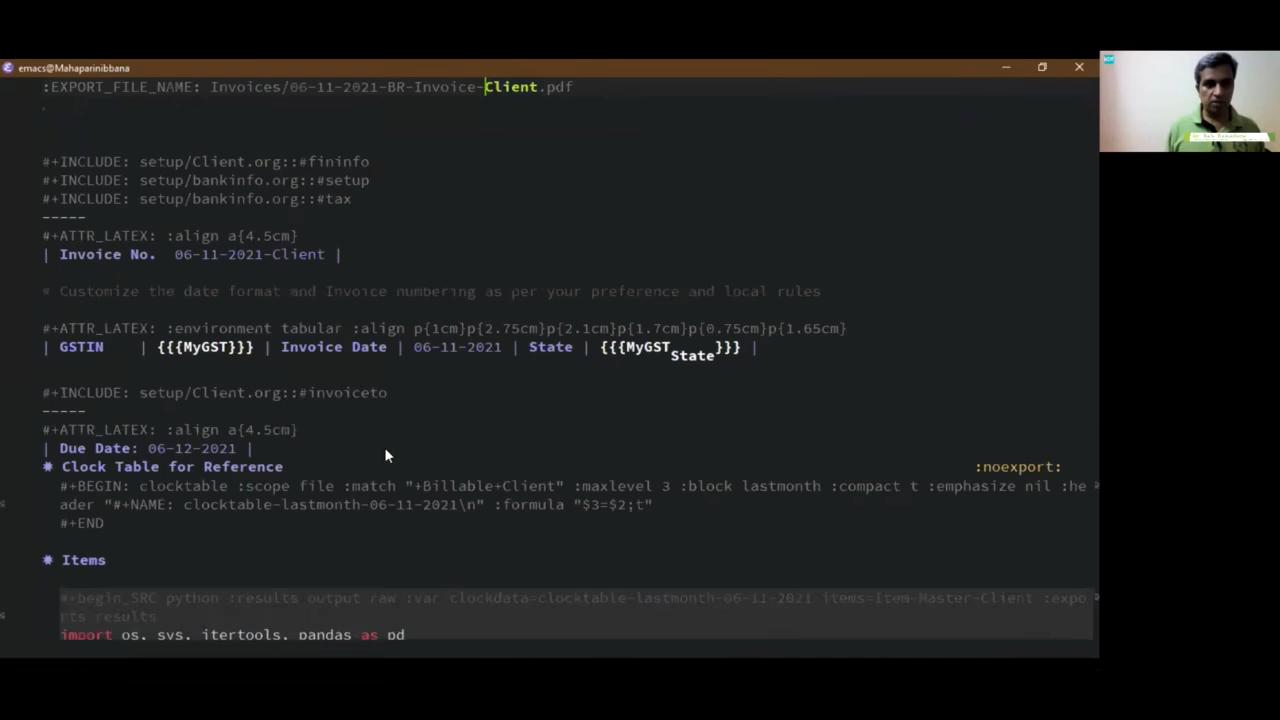 emacs@Mahaparinibbana
:EXPORT_FILE_NAME: Invoices/06-11-2021-BR-Invoice-Client.pdf
#+INCLUDE: setup/Client.org::#fininfo
#+INCLUDE: setup/bankinfo.org::#setup
#+INCLUDE: setup/bankinfo.org::#tax
-----
#+ATTR_LATEX: :align a{4.5cm}
| Invoice No. 06-11-2021-Client |
* Customize the date format and Invoice numbering as per your preference and local rules
#+ATTR_LATEX: :environment tabular :align p{1cm}p{2.75cm}p{2.1cm}p{1.7cm}p{0.75cm}p{1.65cm}
| GSTIN | {{{MyGST}}} | Invoice Date | 06-11-2021 | State | {{{MyGST State}}} |
#+INCLUDE: setup/Client.org::#invoiceto
-----
#+ATTR_LATEX: :align a{4.5cm}
| Due Date: 06-12-2021 |
✸ Clock Table for Reference :noexport:
#+BEGIN: clocktable :scope file :match "+Billable+Client" :maxlevel 3 :block lastmonth :compact t :emphasize nil :he
ader "#+NAME: clocktable-lastmonth-06-11-2021\n" :formula "$3=$2;t"
#+END
✸ Items
#+begin_SRC python :results output raw :var clockdata=clocktable-lastmonth-06-11-2021 items=Item-Master-Client :expo
rts results
import os, sys, itertools, pandas as pd